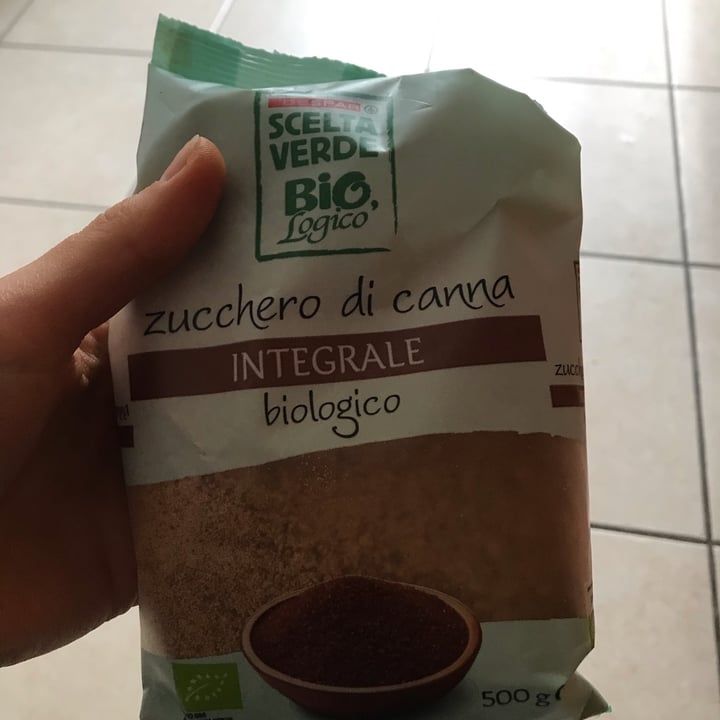 DESPAR
SCELTA
VERDE
BiO,
Logico
zucchero di canna
INTEGRALE
biologico
500 g